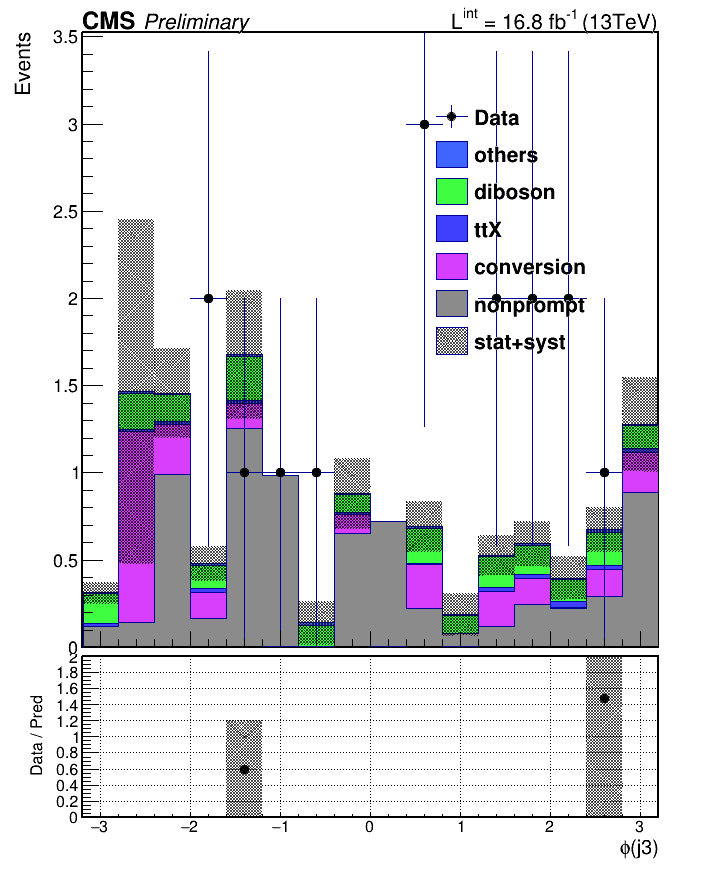 CMS Preliminary
L^int = 16.8 fb^-1 (13TeV)
Events
3.5
3
2.5
2
1.5
1
0.5
0
Data
others
diboson
ttX
conversion
nonprompt
stat+syst
Data / Pred
2
1.8
1.6
1.4
1.2
1
0.8
0.6
0.4
0.2
0
−3 −2 −1 0 1 2 3
ϕ(j3)